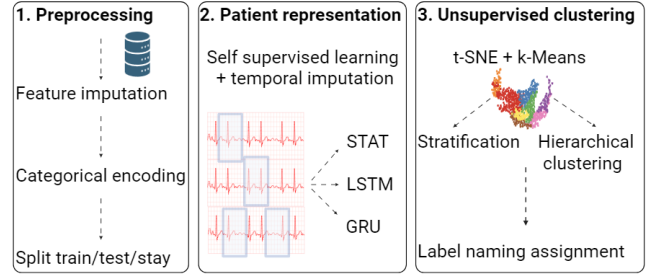 1. Preprocessing
Feature imputation
Categorical encoding
Split train/test/stay
2. Patient representation
Self supervised learning
+ temporal imputation
STAT
LSTM
GRU
3. Unsupervised clustering
t-SNE + k-Means
Stratification
Hierarchical
clustering
Label naming assignment